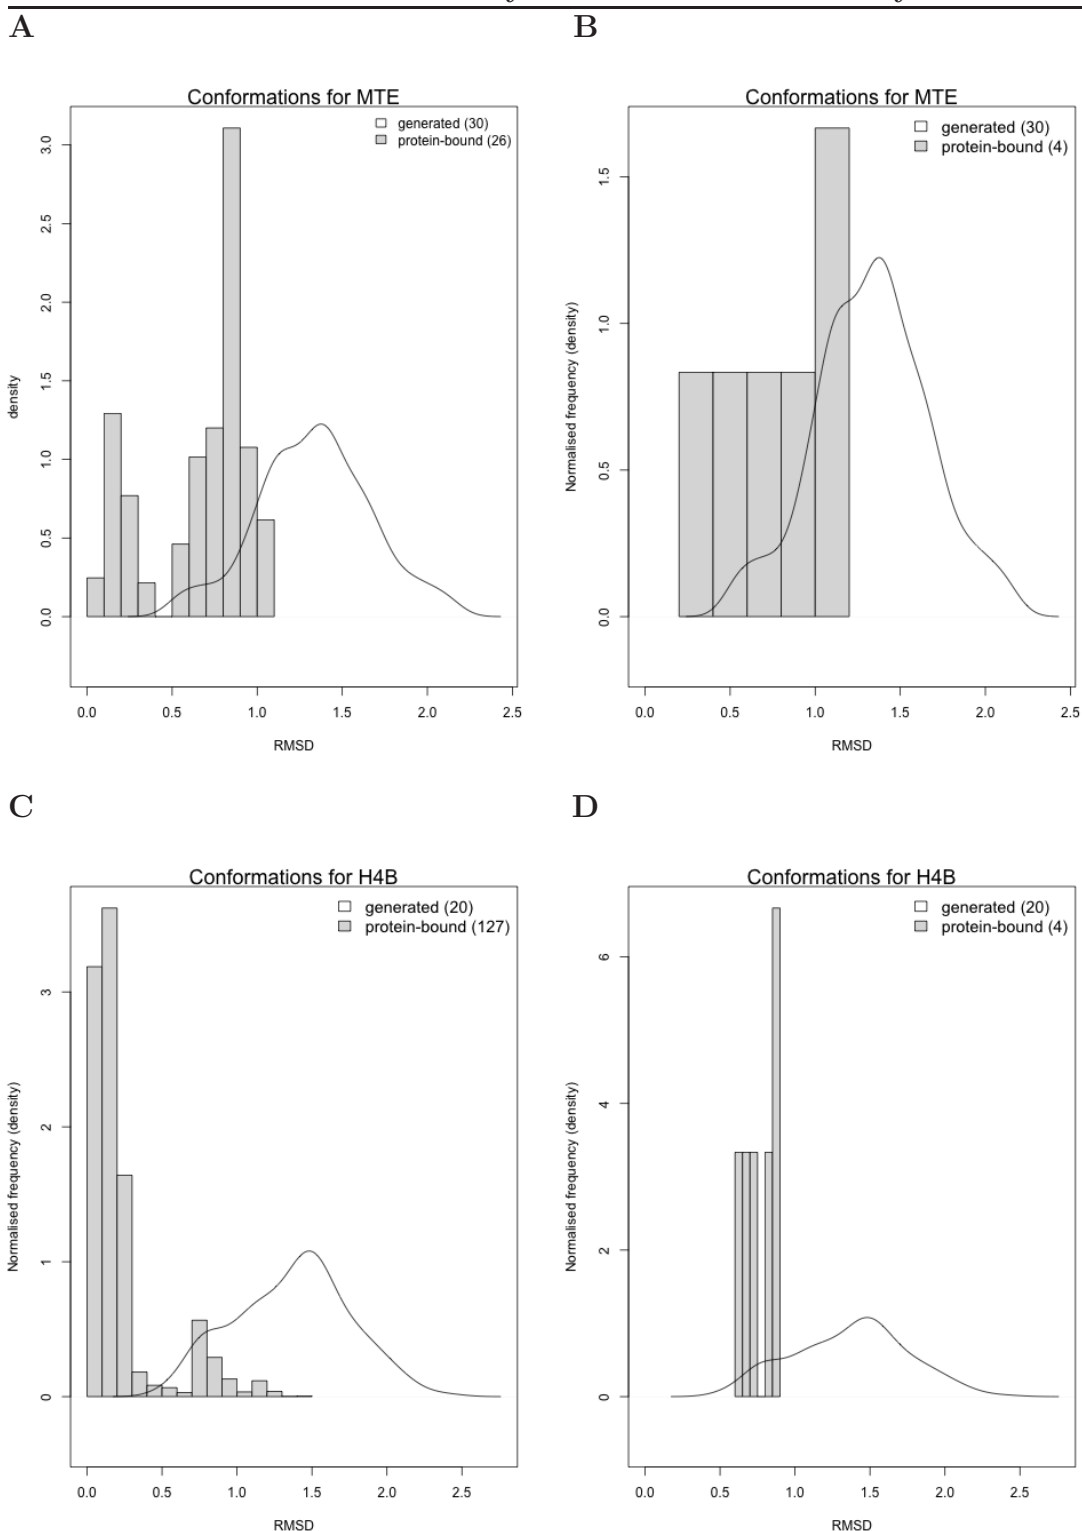 A
B
Conformations for MTE
generated (30)
protein-bound (26)
density
0.0
0.5
1.0
1.5
2.0
2.5
3.0
0.0
0.5
1.0
1.5
2.0
2.5
RMSD
Conformations for MTE
generated (30)
protein-bound (4)
Normalised frequency (density)
0.0
0.5
1.0
1.5
0.0
0.5
1.0
1.5
2.0
2.5
RMSD
C
D
Conformations for H4B
generated (20)
protein-bound (127)
Normalised frequency (density)
0
1
2
3
0.0
0.5
1.0
1.5
2.0
2.5
RMSD
Conformations for H4B
generated (20)
protein-bound (4)
Normalised frequency (density)
0
2
4
6
0.0
0.5
1.0
1.5
2.0
2.5
RMSD